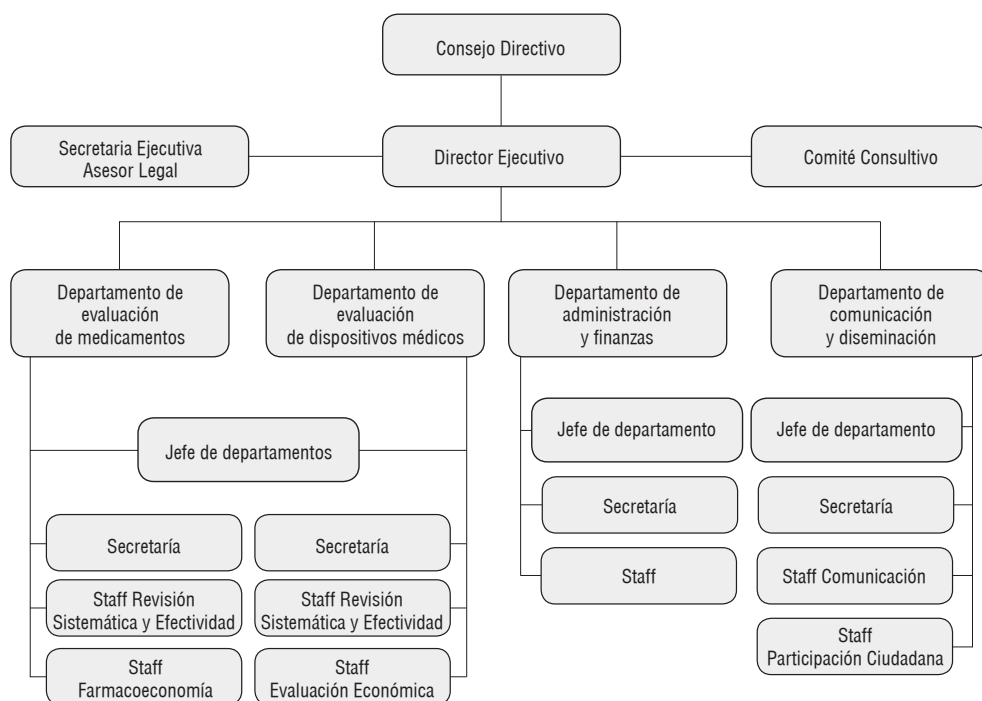 Consejo Directivo
Secretaria Ejecutiva
Asesor Legal
Director Ejecutivo
Comité Consultivo
Departamento de
evaluación
de medicamentos
Departamento de
evaluación
de dispositivos médicos
Departamento de
administración
y finanzas
Departamento de
comunicación
y diseminación
Jefe de departamentos
Secretaría
Staff Revisión
Sistemática y Efectividad
Staff
Farmacoeconomía
Secretaría
Staff Revisión
Sistemática y Efectividad
Staff
Evaluación Económica
Jefe de departamento
Secretaría
Staff
Jefe de departamento
Secretaría
Staff Comunicación
Staff
Participación Ciudadana